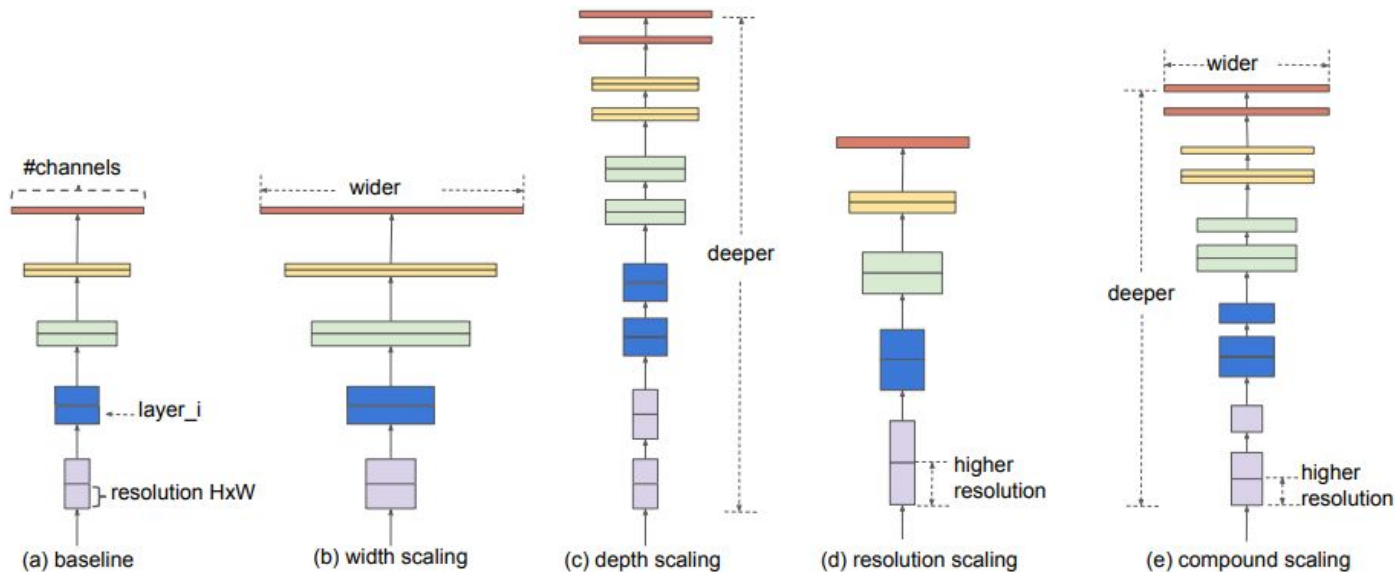 #channels
layer_i
resolution HxW
(a) baseline
wider
(b) width scaling
deeper
(c) depth scaling
higher
resolution
(d) resolution scaling
wider
deeper
higher
resolution
(e) compound scaling